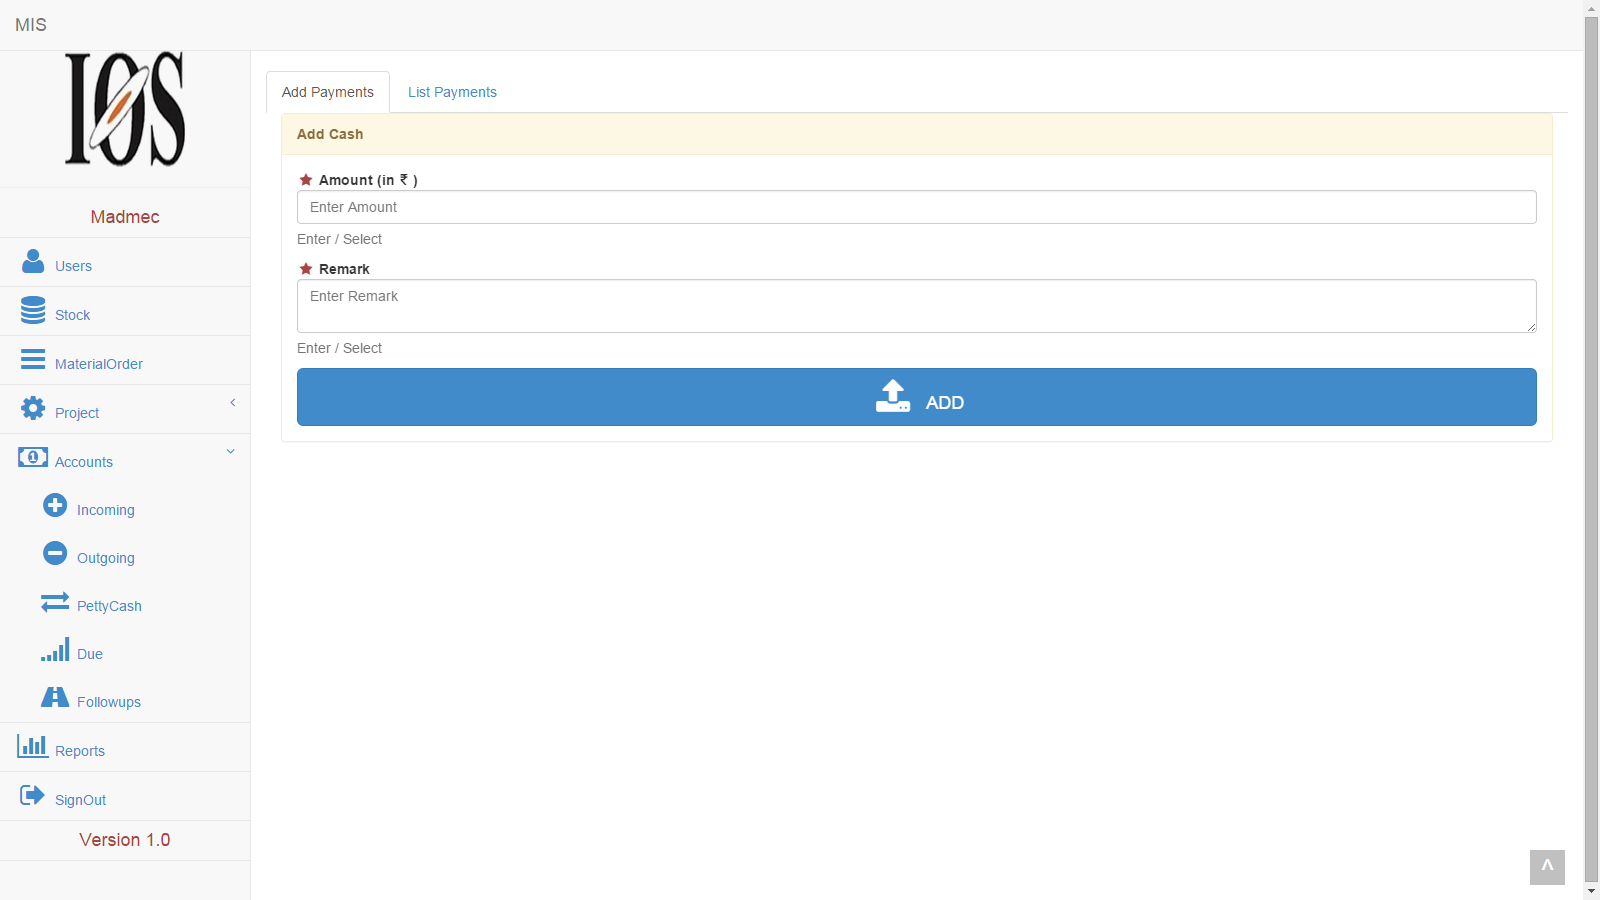 MIS
IOS
Madmec
Users
Stock
MaterialOrder
Project
Accounts
Incoming
Outgoing
PettyCash
Due
Followups
Reports
SignOut
Version 1.0
Add Payments
List Payments
Add Cash
Amount (in ₹ )
Enter Amount
Enter / Select
Remark
Enter Remark
Enter / Select
ADD
^